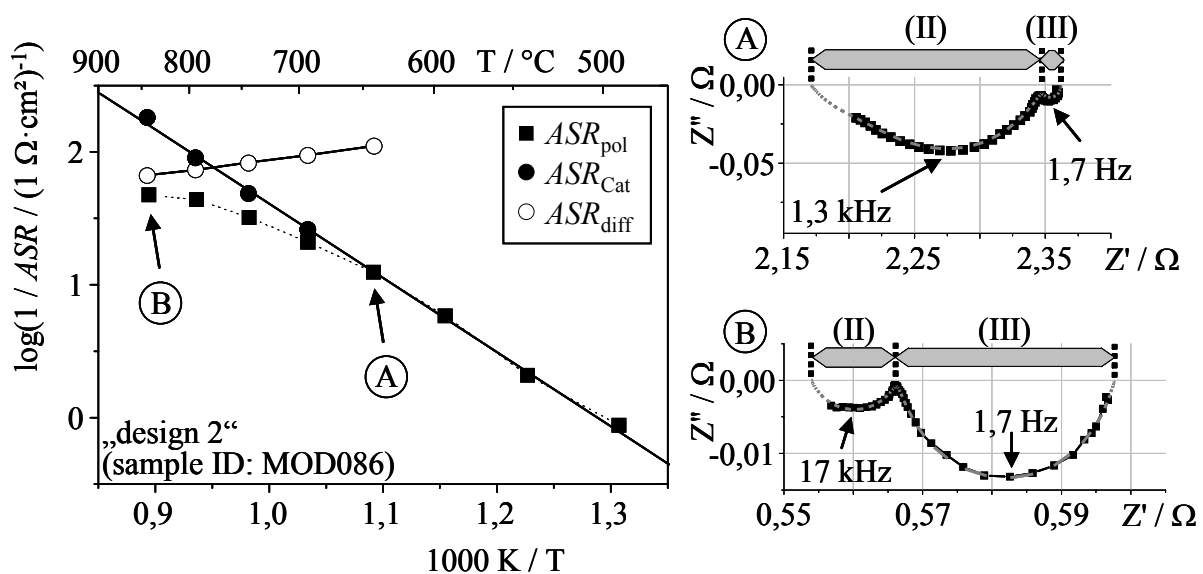 900 800 700 600 T / °C 500
log(1 / ASR / (1 Ω·cm²)⁻¹)
2
1
0
ASR_pol
ASR_Cat
ASR_diff
B
A
„design 2“
(sample ID: MOD086)
0,9 1,0 1,1 1,2 1,3
1000 K / T
A
(II) (III)
Z'' / Ω
0,00
-0,05
1,3 kHz
1,7 Hz
2,15 2,25 2,35 Z' / Ω
B
(II) (III)
Z'' / Ω
0,00
-0,01
17 kHz
1,7 Hz
0,55 0,57 0,59 Z' / Ω